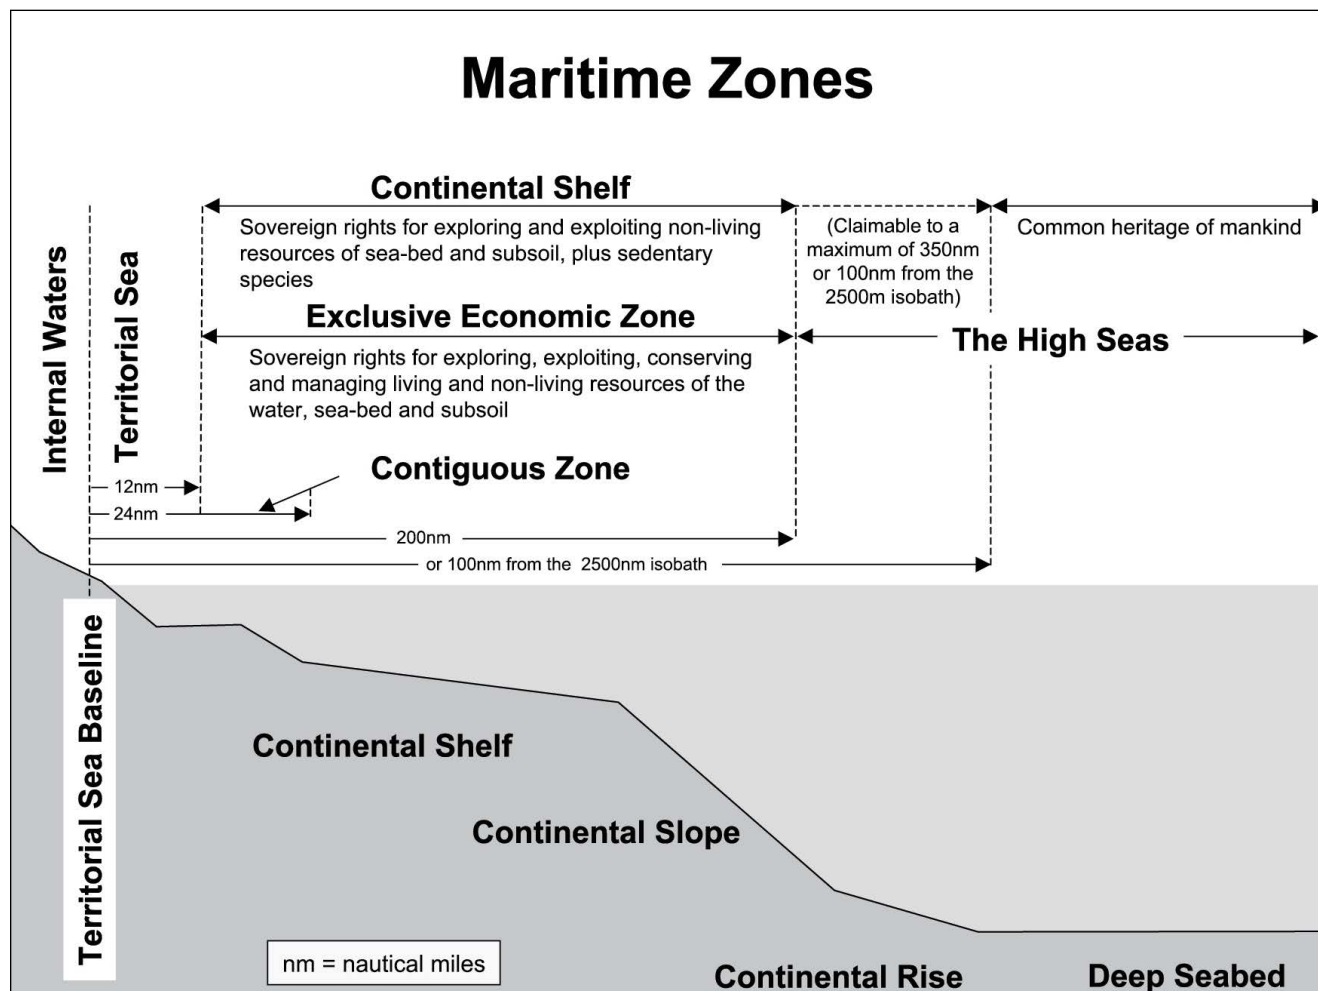 Maritime Zones
Continental Shelf
Sovereign rights for exploring and exploiting non-living
resources of sea-bed and subsoil, plus sedentary
species
(Claimable to a
maximum of 350nm
or 100nm from the
2500m isobath)
Common heritage of mankind
Internal Waters
Territorial Sea
Exclusive Economic Zone
Sovereign rights for exploring, exploiting, conserving
and managing living and non-living resources of the
water, sea-bed and subsoil
The High Seas
Contiguous Zone
12nm
24nm
200nm
or 100nm from the 2500nm isobath
Territorial Sea Baseline
Continental Shelf
Continental Slope
nm = nautical miles
Continental Rise
Deep Seabed